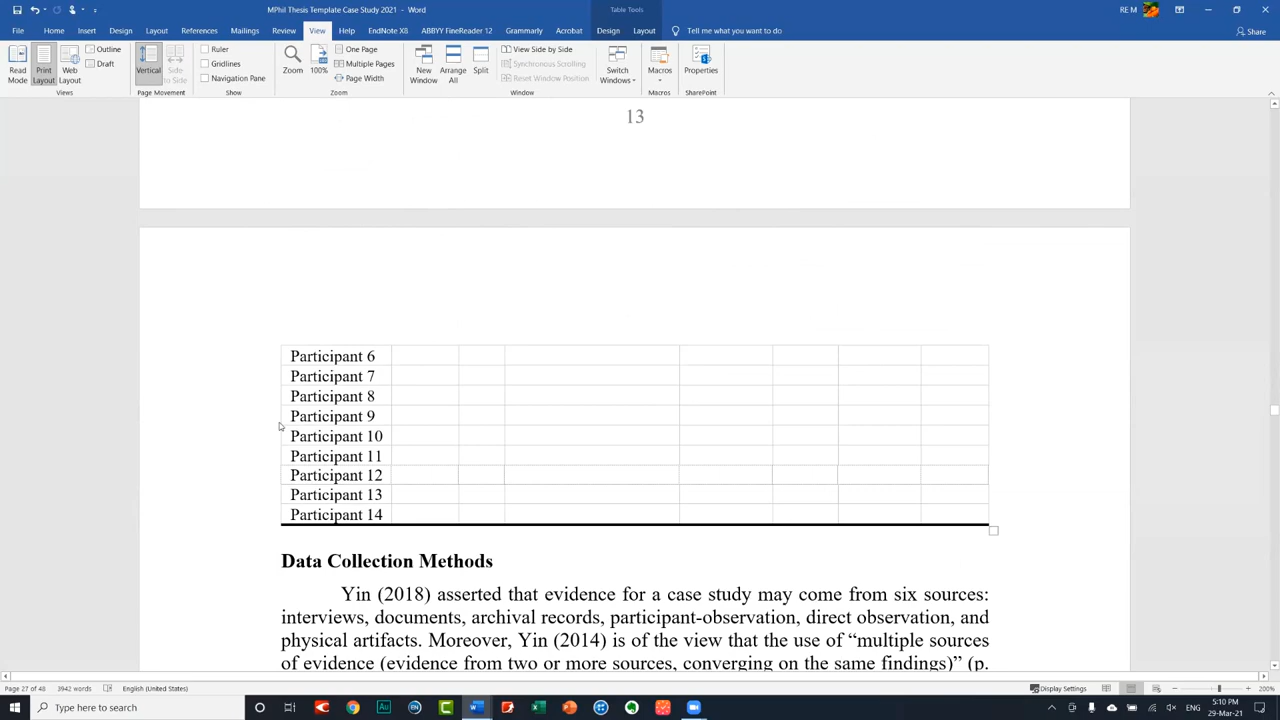 MPhil Thesis Template Case Study 2021 - Word
Table Tools
RE M
File Home Insert Draw Design Layout References Mailings Review View Help EndNote X8 ABBYY FineReader 12 Grammarly Acrobat Design Layout Tell me what you want to do
Share
Read Mode
Print Layout
Web Layout
Outline
Draft
Vertical
Side to Side
Ruler
Gridlines
Navigation Pane
Zoom
100%
One Page
Multiple Pages
Page Width
New Window
Arrange All
Split
View Side by Side
Synchronous Scrolling
Reset Window Position
Switch Windows
Macros
Properties
Views
Page Movement
Show
Zoom
Window
Macros
SharePoint
13
Participant 6
Participant 7
Participant 8
Participant 9
Participant 10
Participant 11
Participant 12
Participant 13
Participant 14
Data Collection Methods
Yin (2018) asserted that evidence for a case study may come from six sources:
interviews, documents, archival records, participant-observation, direct observation, and
physical artifacts. Moreover, Yin (2014) is of the view that the use of “multiple sources
of evidence (evidence from two or more sources, converging on the same findings)” (p.
Page 27 of 48 3942 words English (United States)
Display Settings
200%
Type here to search
5:10 PM
29-Mar-21